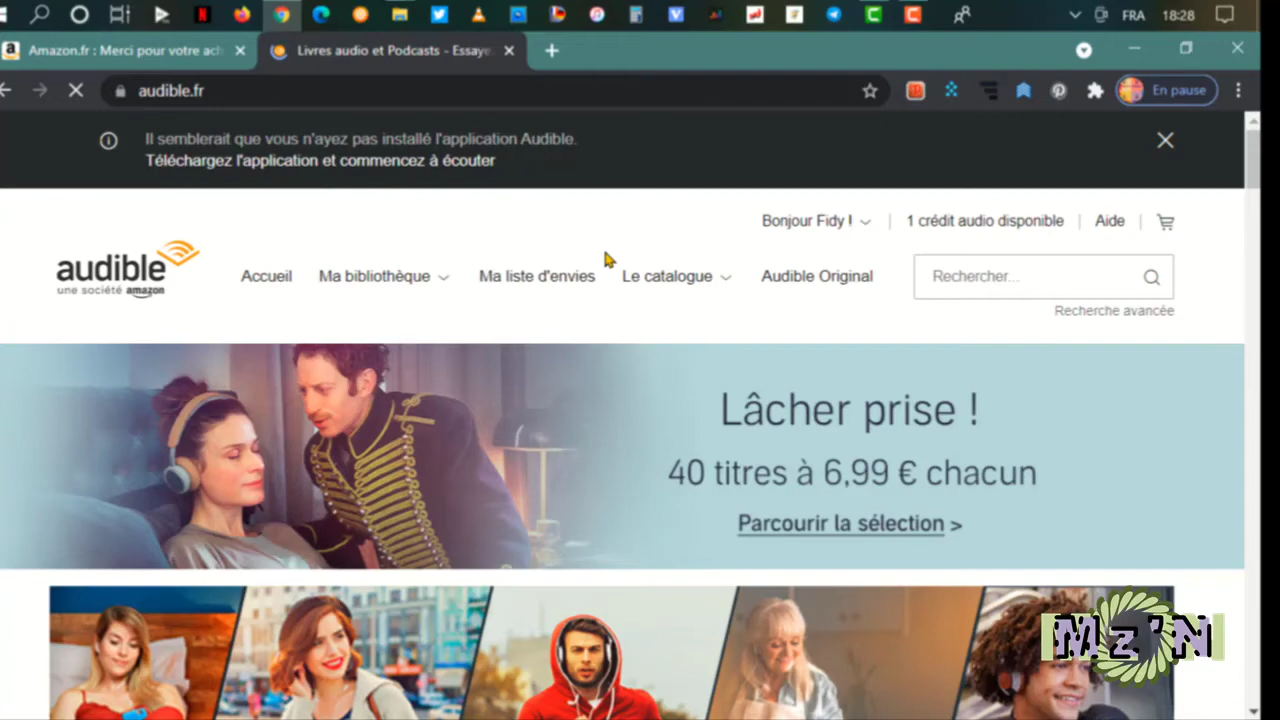 FRA 18:28
Amazon.fr : Merci pour votre ach
Livres audio et Podcasts - Essaye
audible.fr
En pause
Il semblerait que vous n'ayez pas installé l'application Audible.
Téléchargez l'application et commencez à écouter
Bonjour Fidy !
1 crédit audio disponible
Aide
audible
une société amazon
Accueil
Ma bibliothèque
Ma liste d'envies
Le catalogue
Audible Original
Rechercher...
Recherche avancée
Lâcher prise !
40 titres à 6,99 € chacun
Parcourir la sélection >
Mz'N